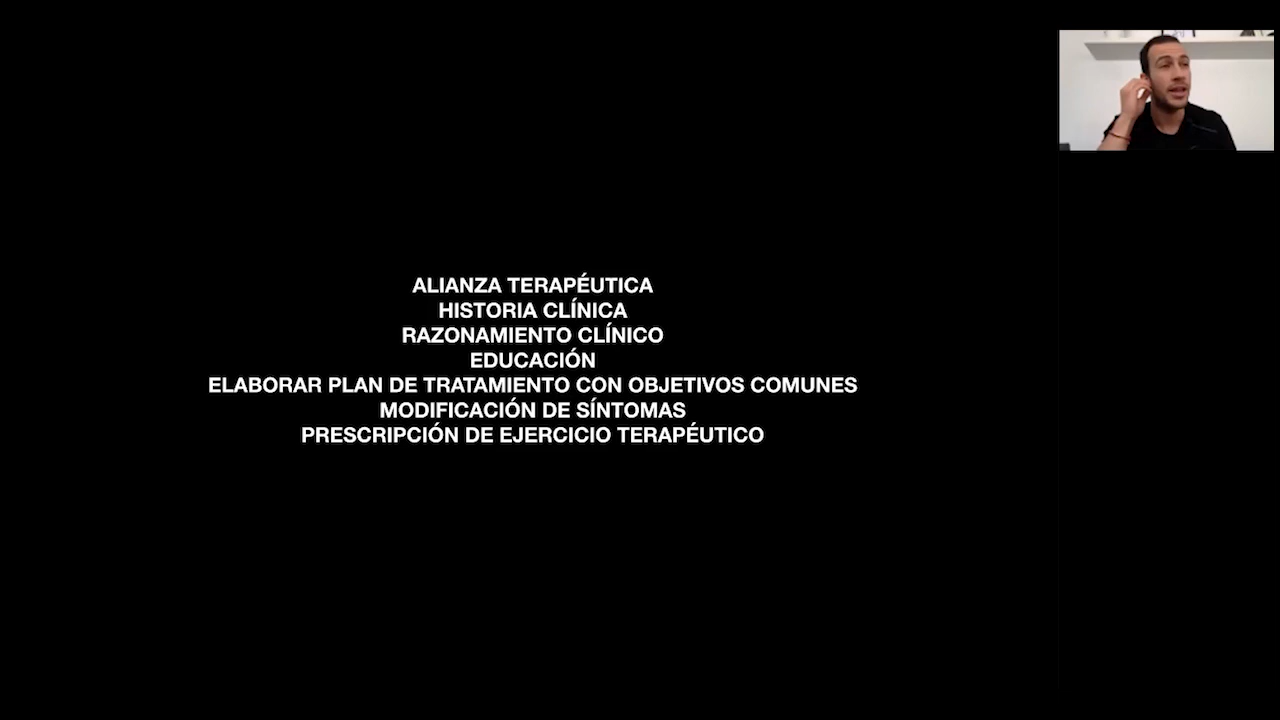 ALIANZA TERAPÉUTICA
HISTORIA CLÍNICA
RAZONAMIENTO CLÍNICO
EDUCACIÓN
ELABORAR PLAN DE TRATAMIENTO CON OBJETIVOS COMUNES
MODIFICACIÓN DE SÍNTOMAS
PRESCRIPCIÓN DE EJERCICIO TERAPÉUTICO